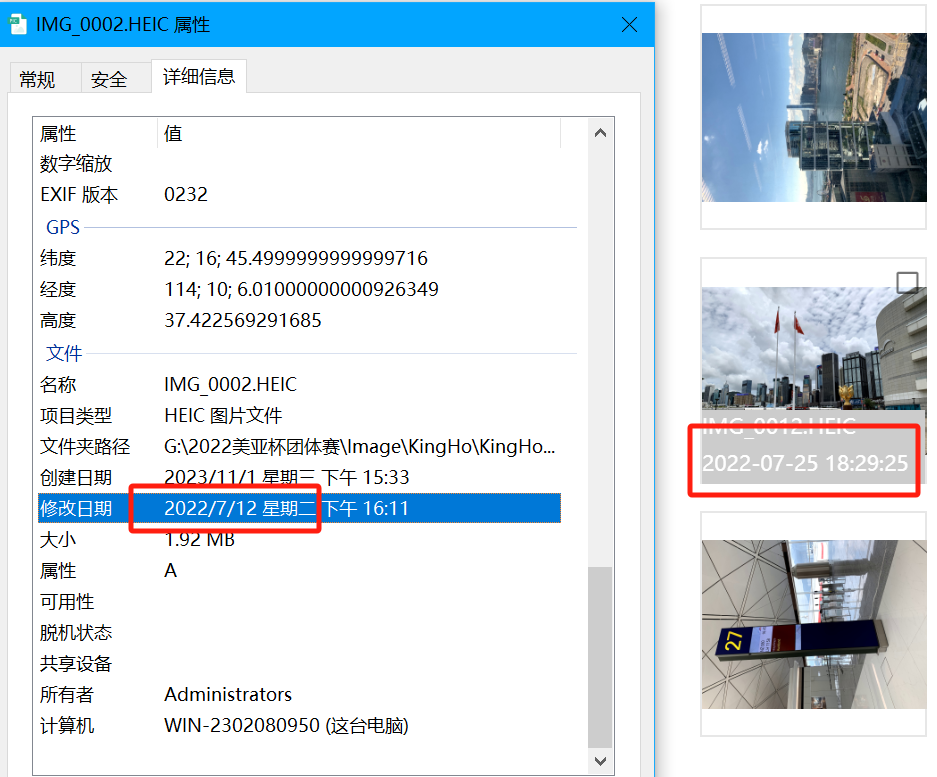 IMG_0002.HEIC 属性
常规 安全 详细信息
属性 值
数字缩放
EXIF 版本 0232
GPS
纬度 22; 16; 45.4999999999999716
经度 114; 10; 6.01000000000926349
高度 37.422569291685
文件
名称 IMG_0002.HEIC
项目类型 HEIC 图片文件
文件夹路径 G:\2022美亚杯团体赛\Image\KingHo\KingHo...
创建日期 2023/11/1 星期三 下午 15:33
修改日期 2022/7/12 星期二 下午 16:11
大小 1.92 MB
属性 A
可用性
脱机状态
共享设备
所有者 Administrators
计算机 WIN-2302080950 (这台电脑)
IMG_0012.HEIC
2022-07-25 18:29:25
27